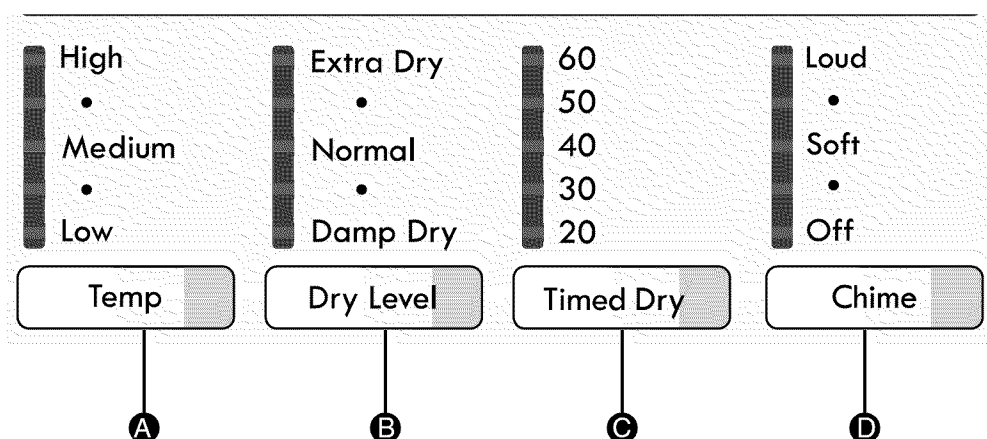 High
•
Medium
•
Low
Temp
Extra Dry
•
Normal
•
Damp Dry
Dry Level
60
50
40
30
20
Timed Dry
Loud
•
Soft
•
Off
Chime
A
B
C
D